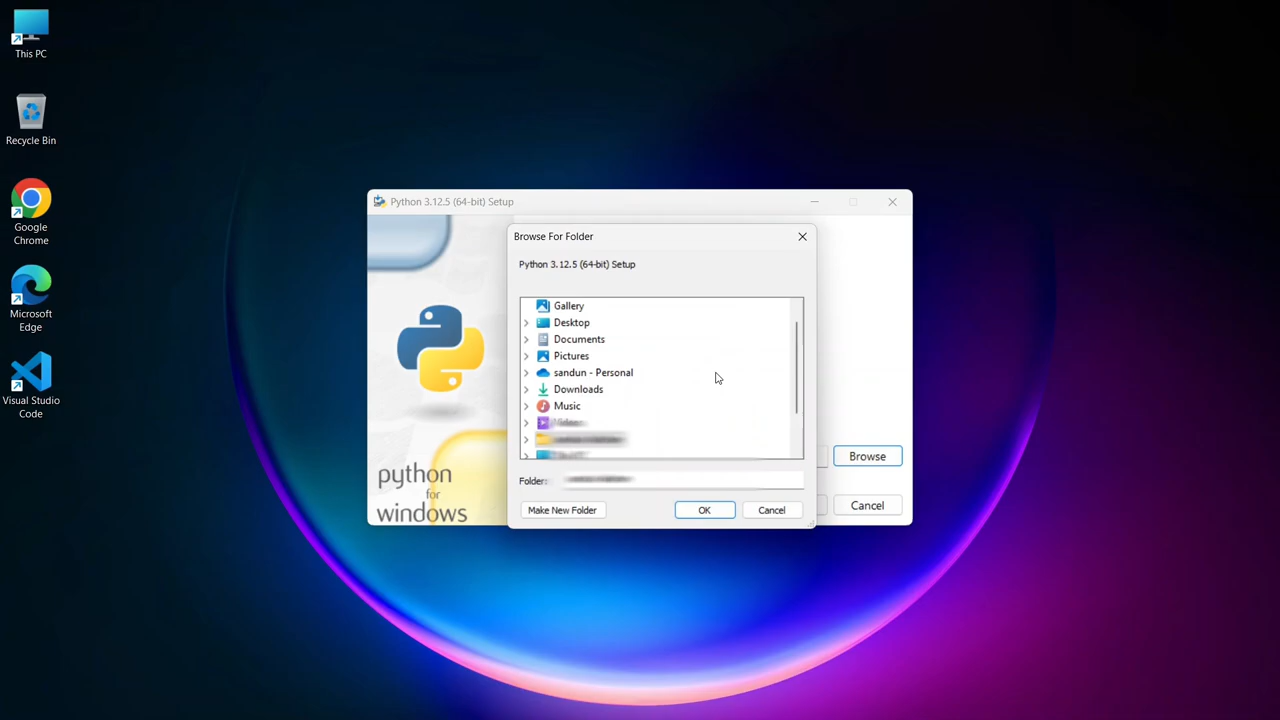 This PC
Recycle Bin
Google
Chrome
Microsoft
Edge
Visual Studio
Code
Python 3.12.5 (64-bit) Setup
Browse For Folder
Python 3.12.5 (64-bit) Setup
Gallery
Desktop
Documents
Pictures
sandun - Personal
Downloads
Music
Videos
Folder:
Make New Folder
OK
Cancel
Browse
Cancel
python
for
windows